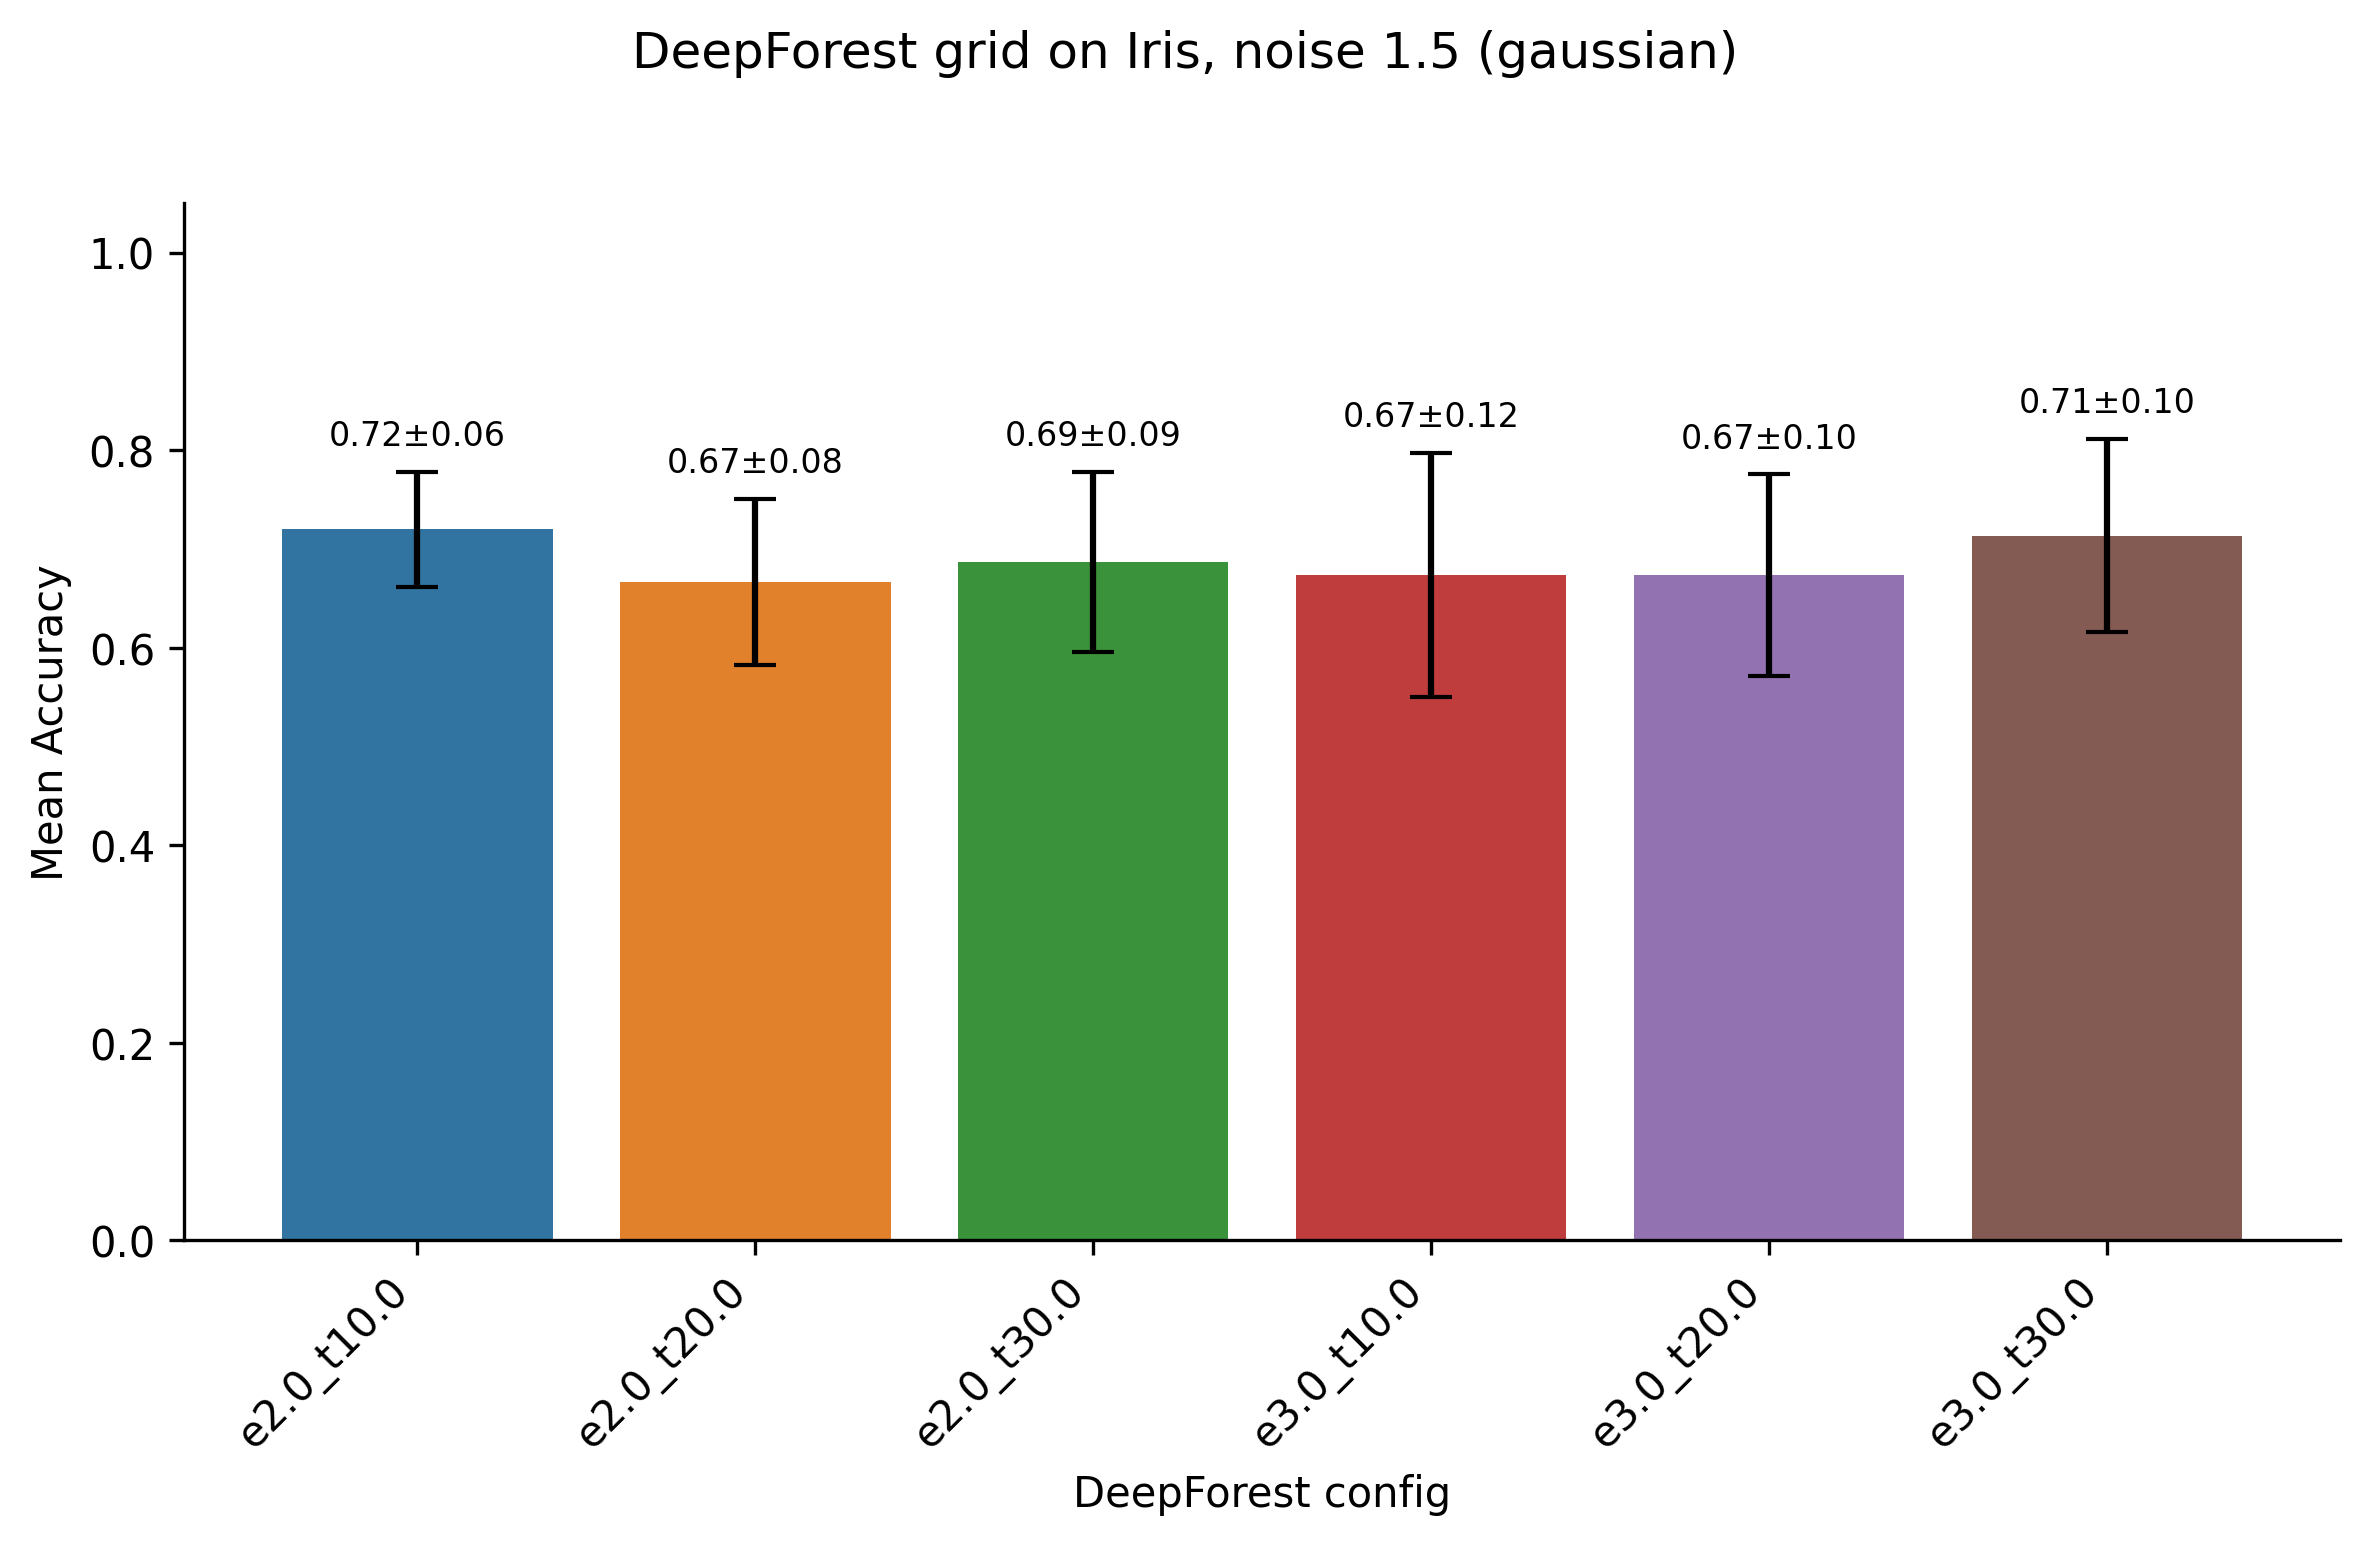 DeepForest grid on Iris, noise 1.5 (gaussian)
Mean Accuracy
1.0
0.8
0.6
0.4
0.2
0.0
0.72±0.06
0.67±0.08
0.69±0.09
0.67±0.12
0.67±0.10
0.71±0.10
e2.0_t10.0
e2.0_t20.0
e2.0_t30.0
e3.0_t10.0
e3.0_t20.0
e3.0_t30.0
DeepForest config